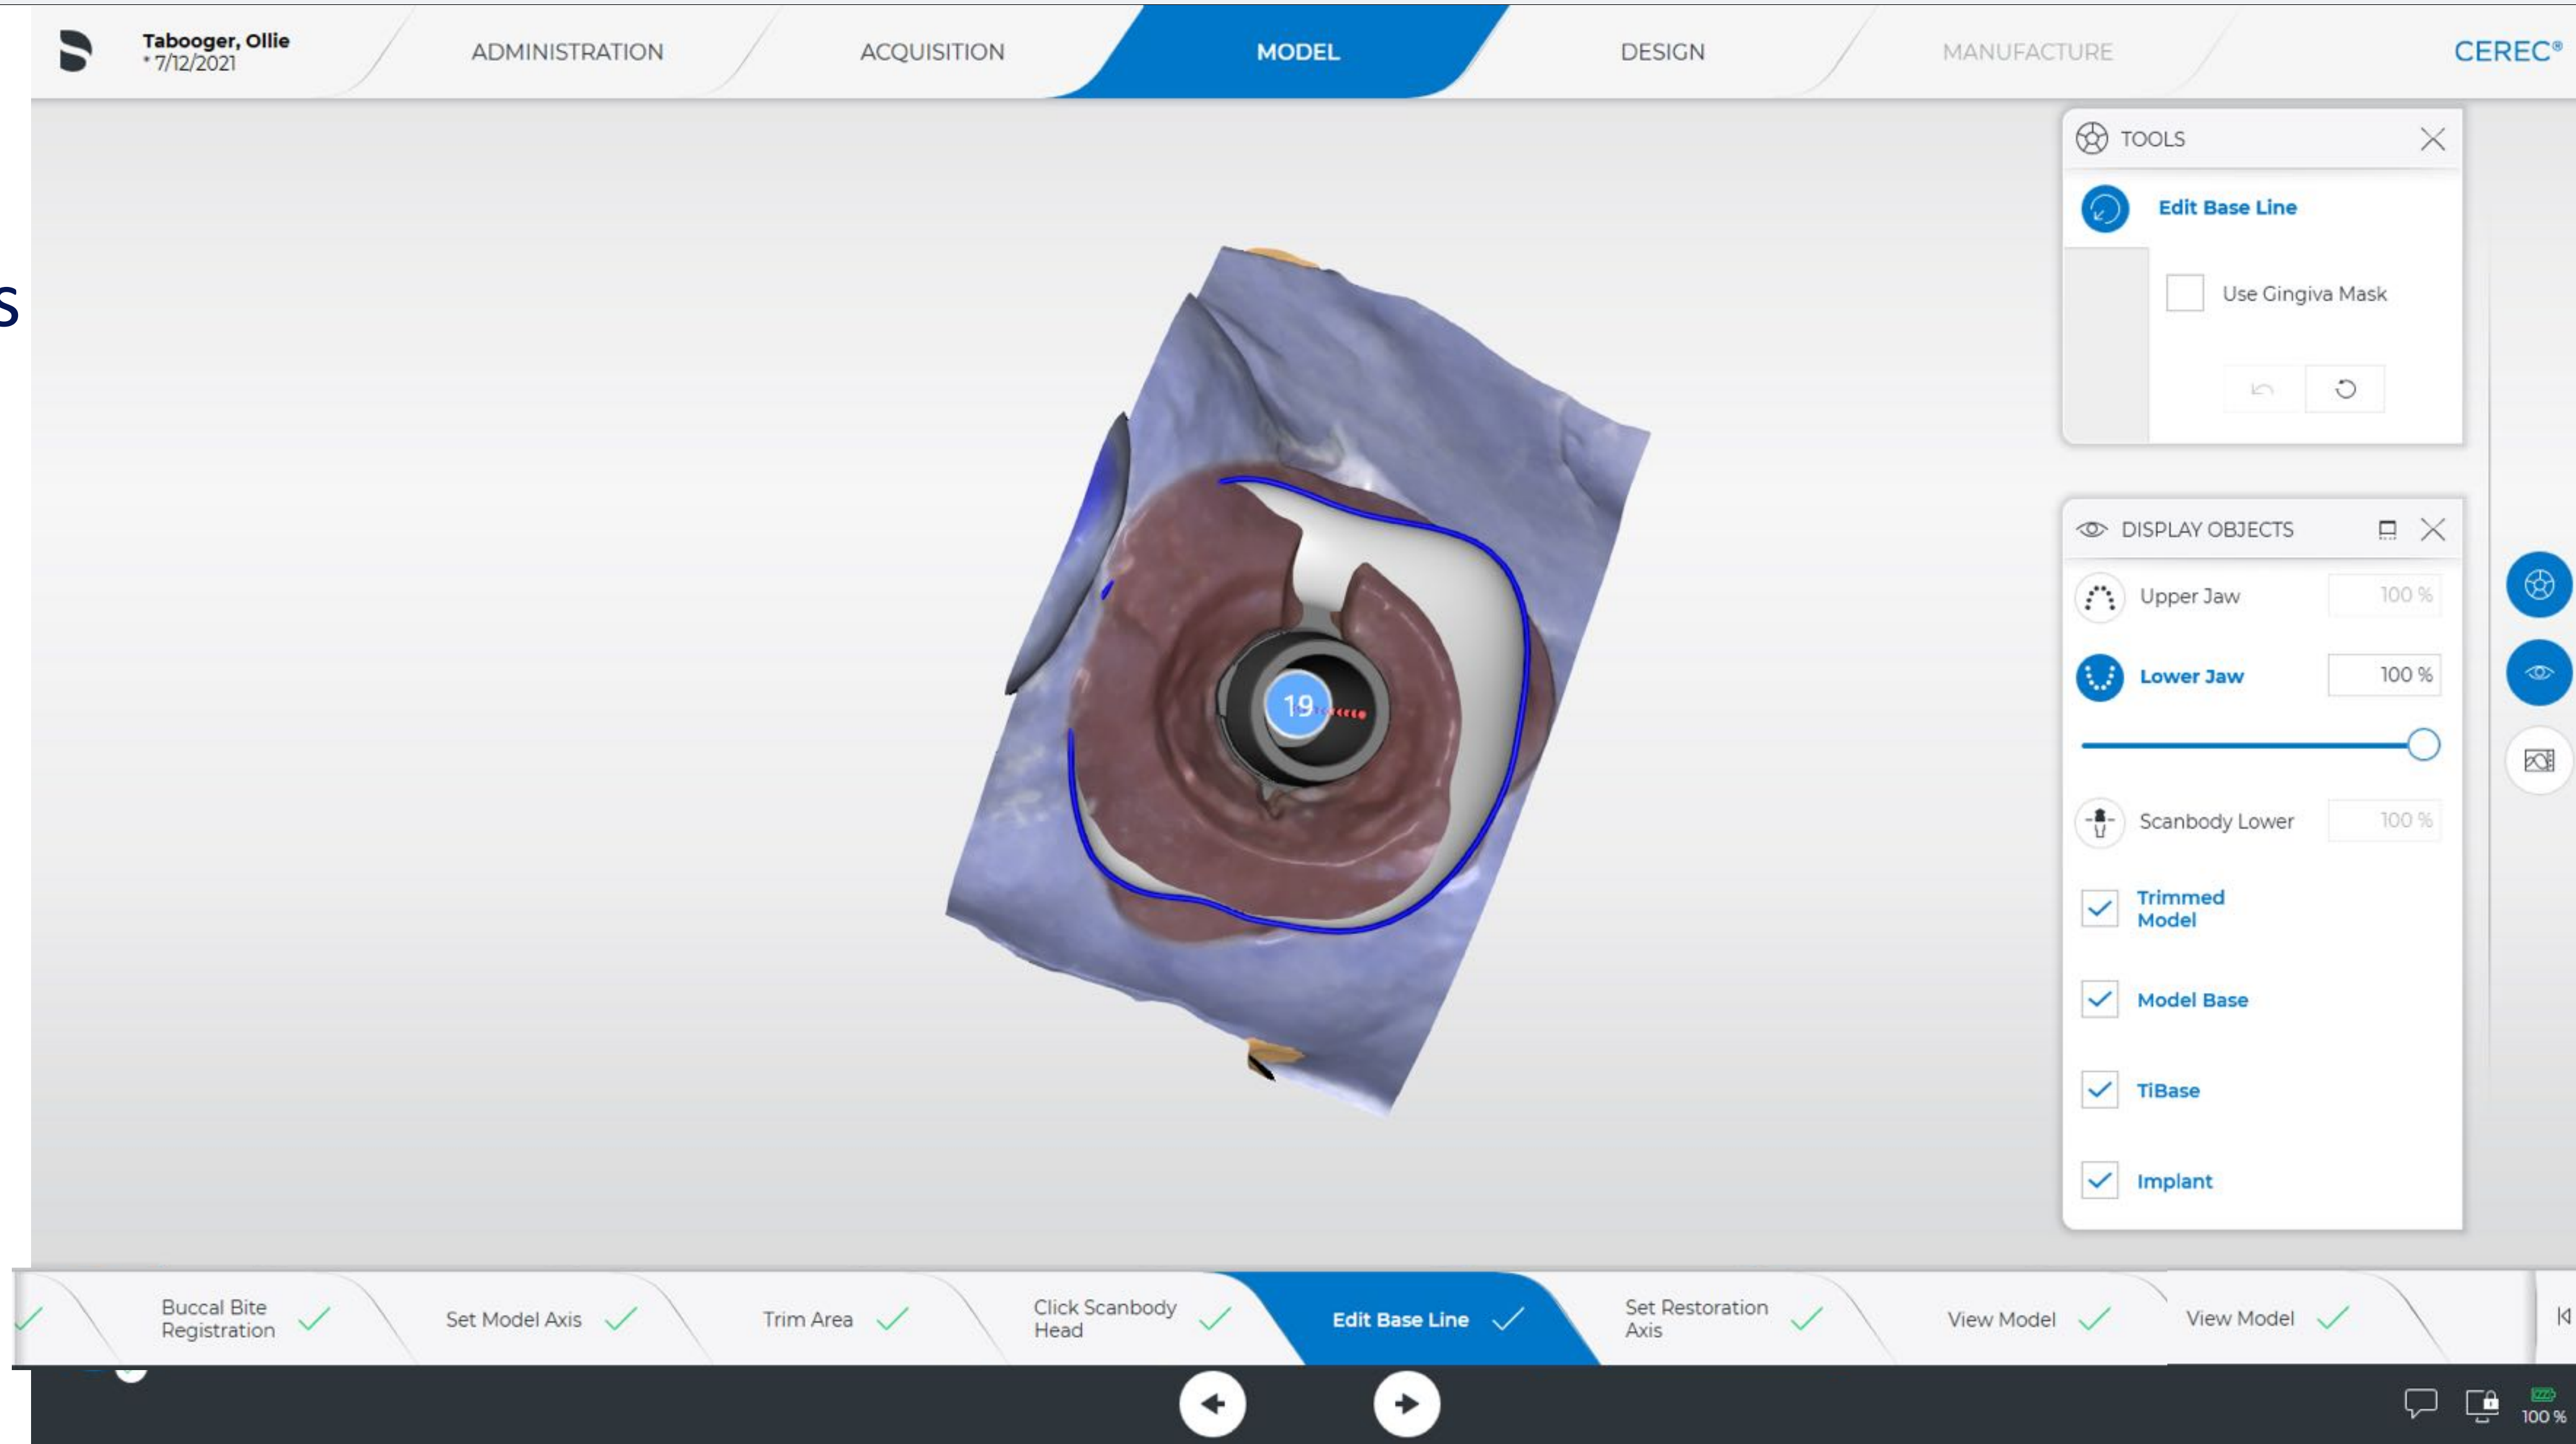 Tabooger, Ollie
* 7/12/2021
ADMINISTRATION
ACQUISITION
MODEL
DESIGN
MANUFACTURE
CEREC®
TOOLS
Edit Base Line
Use Gingiva Mask
s
DISPLAY OBJECTS
Upper Jaw 100 %
Lower Jaw 100 %
19
Scanbody Lower 100 %
Trimmed
Model
Model Base
TiBase
Implant
Buccal Bite
Registration
Set Model Axis
Trim Area
Click Scanbody
Head
Edit Base Line
Set Restoration
Axis
View Model
View Model
100 %